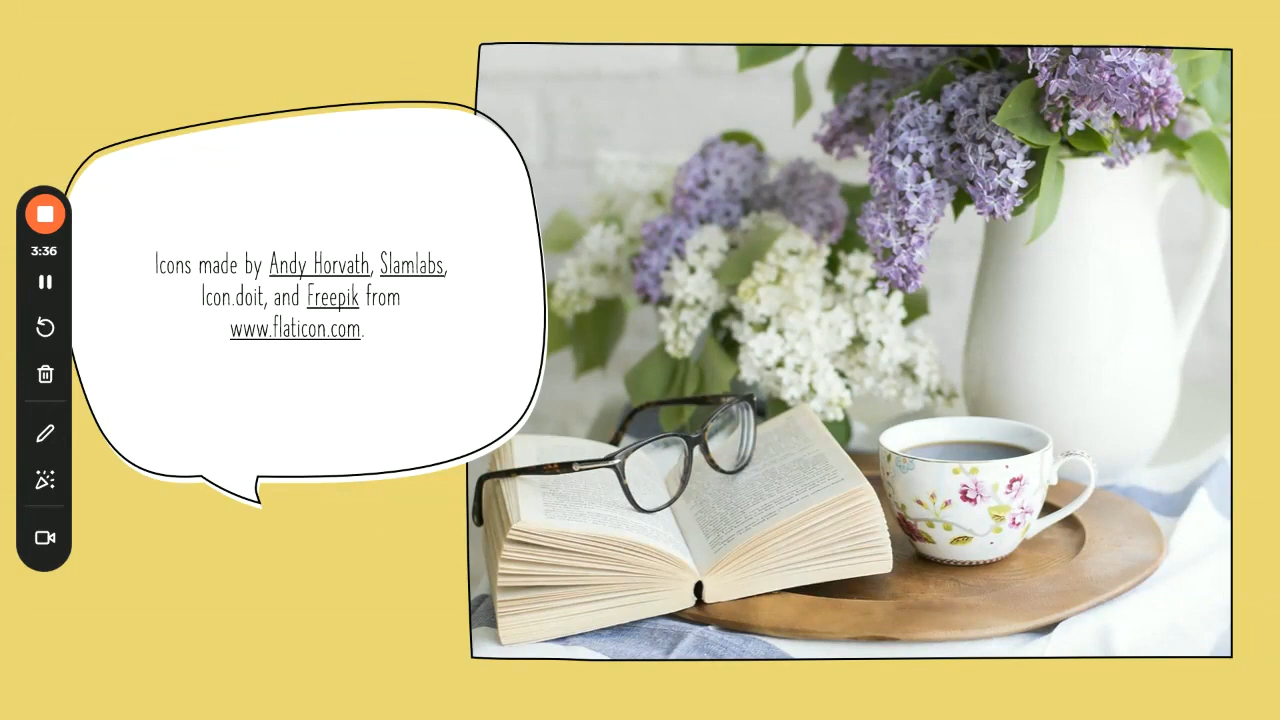 Icons made by Andy Horvath, Slamlabs,
Icon.doit, and Freepik from
www.flaticon.com.
3:36